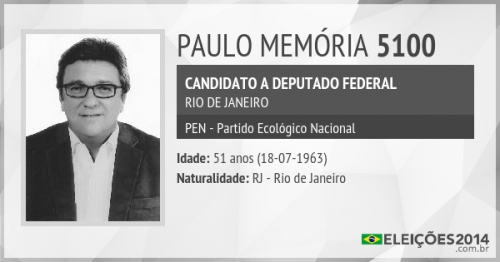 PAULO MEMÓRIA 5100
CANDIDATO A DEPUTADO FEDERAL
RIO DE JANEIRO
PEN - Partido Ecológico Nacional
Idade: 51 anos (18-07-1963)
Naturalidade: RJ - Rio de Janeiro
ELEIÇÕES2014
.com.br